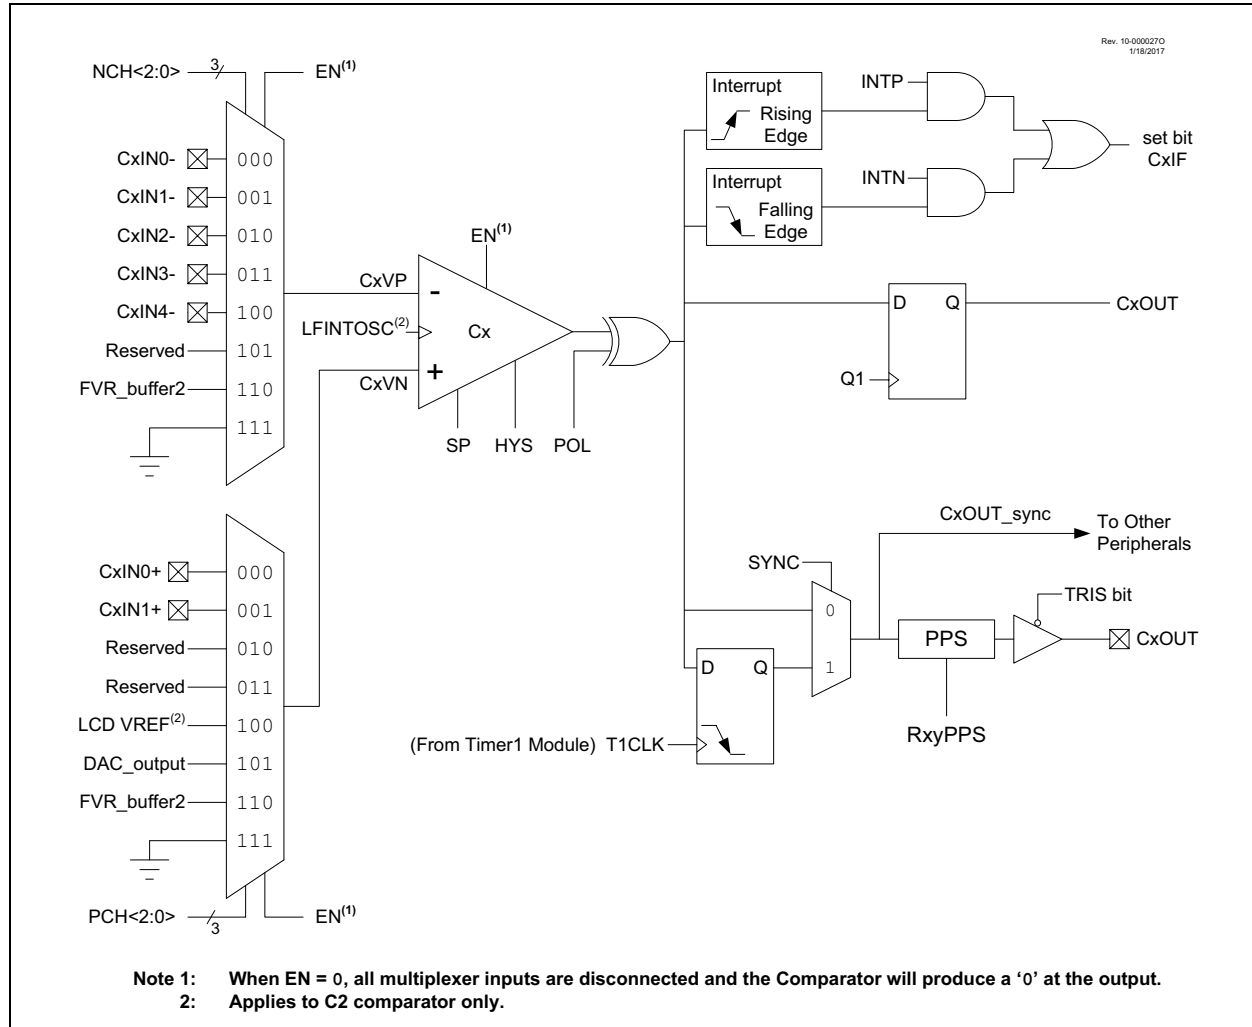 Rev. 10-000027O
1/18/2017
NCH<2:0>
3
EN(1)
CxIN0-
000
CxIN1-
001
CxIN2-
010
CxIN3-
011
CxIN4-
100
Reserved
101
FVR_buffer2
110
111
CxVP
EN(1)
-
LFINTOSC(2)
Cx
+
CxVN
SP
HYS
POL
Interrupt
Rising
Edge
INTP
Interrupt
Falling
Edge
INTN
set bit
CxIF
D
Q
CxOUT
Q1
CxIN0+
000
CxIN1+
001
Reserved
010
Reserved
011
LCD VREF(2)
100
DAC_output
101
FVR_buffer2
110
111
PCH<2:0>
3
EN(1)
CxOUT_sync
To Other
Peripherals
SYNC
0
1
TRIS bit
PPS
CxOUT
RxyPPS
D
Q
(From Timer1 Module) T1CLK
Note 1: When EN = 0, all multiplexer inputs are disconnected and the Comparator will produce a ‘0’ at the output.
2: Applies to C2 comparator only.